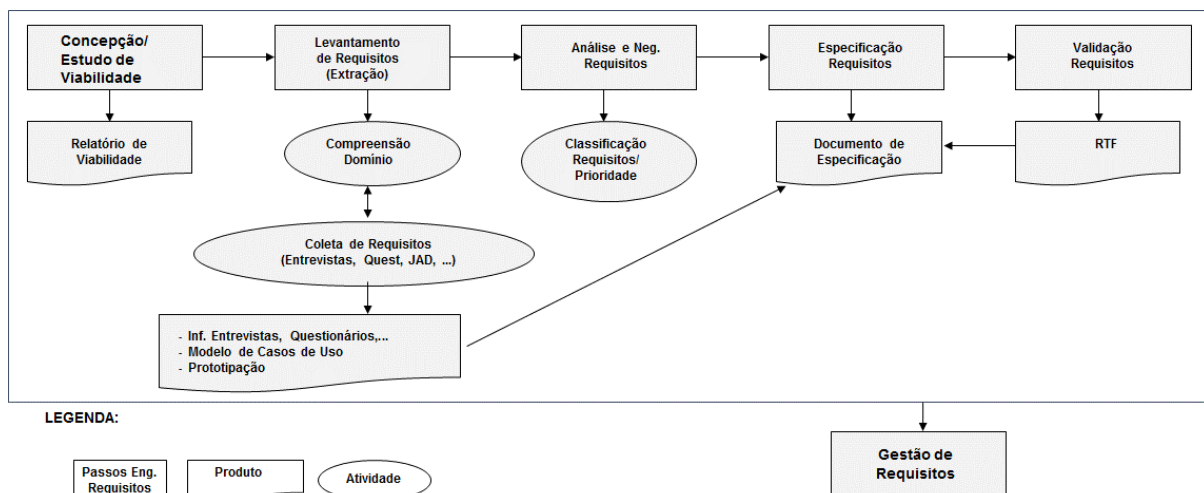 Concepção/
Estudo de
Viabilidade
Levantamento
de Requisitos
(Extração)
Análise e Neg.
Requisitos
Especificação
Requisitos
Validação
Requisitos
Relatório de
Viabilidade
Compreensão
Domínio
Classificação
Requisitos/
Prioridade
Documento de
Especificação
RTF
Coleta de Requisitos
(Entrevistas, Quest, JAD, ...)
- Inf. Entrevistas, Questionários,...
- Modelo de Casos de Uso
- Prototipação
LEGENDA:
Passos Eng.
Requisitos
Produto
Atividade
Gestão de
Requisitos